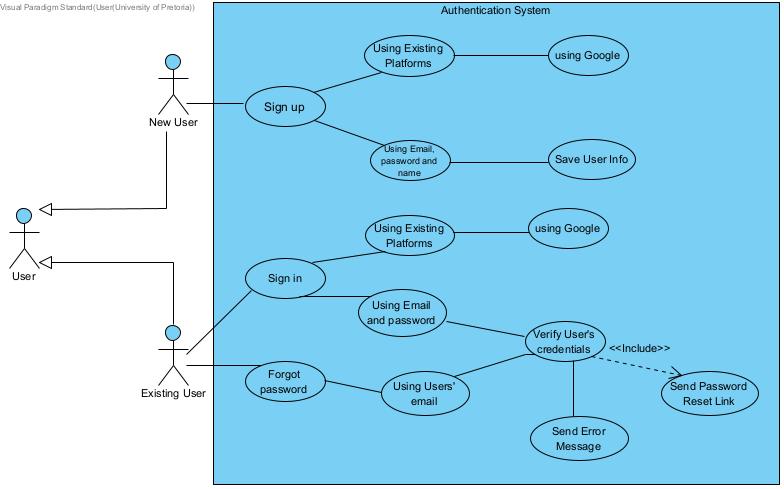 Visual Paradigm Standard(User(University of Pretoria))
Authentication System
Using Existing
Platforms
using Google
Sign up
New User
Using Email,
password and
name
Save User Info
Using Existing
Platforms
using Google
User
Sign in
Using Email
and password
Verify User's
credentials
<<Include>>
Existing User
Forgot
password
Using Users'
email
Send Password
Reset Link
Send Error
Message